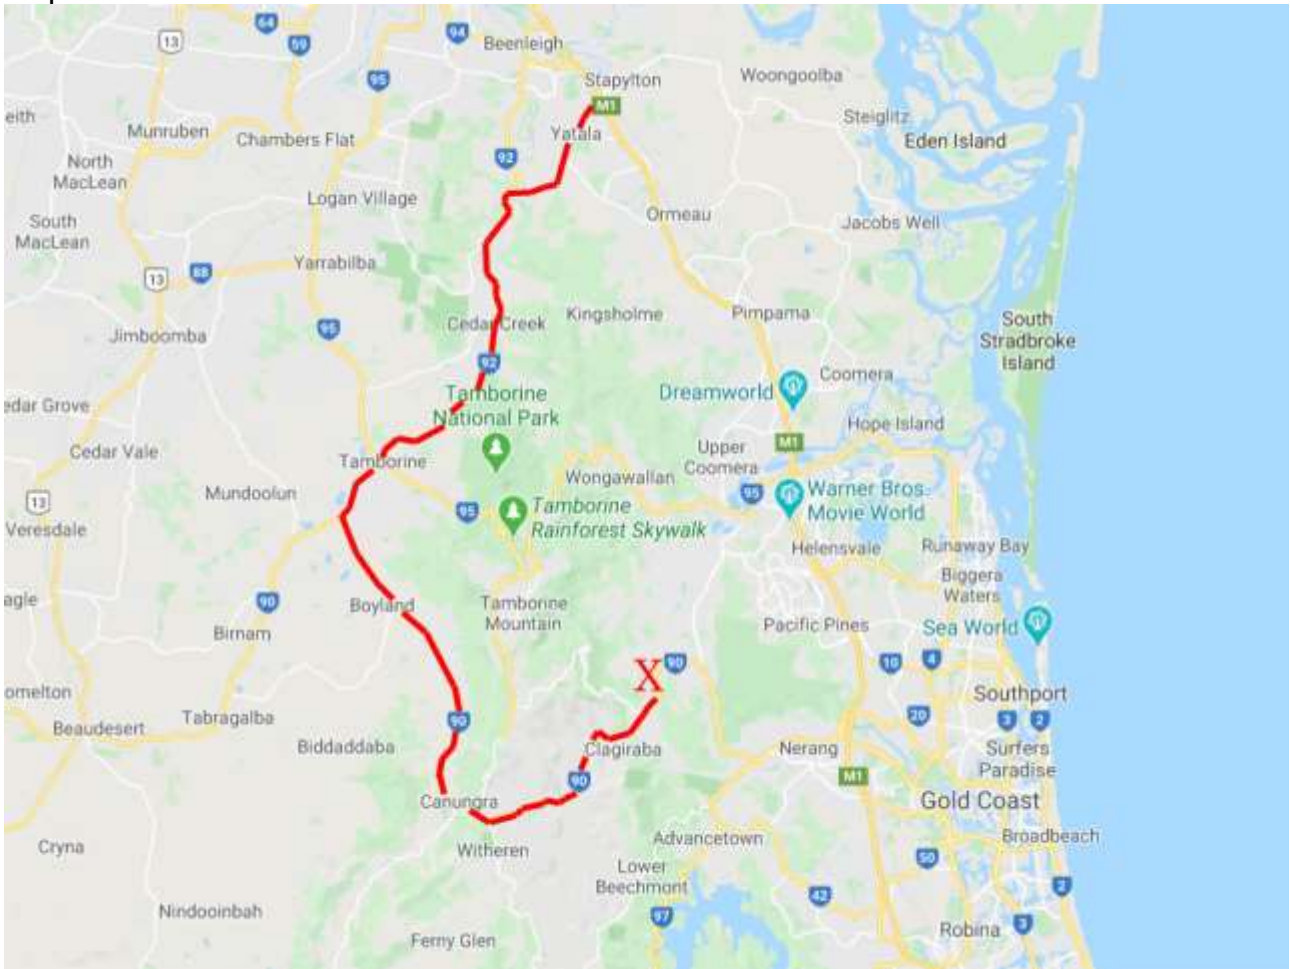 64
13
59
94
Beenleigh
95
Stapylton
Woongoolba
M1
eith
Munruben
Chambers Flat
Yatala
Steiglitz
Eden Island
North
MacLean
92
Logan Village
South
MacLean
Ormeau
Jacobs Well
Yarrabilba
13
88
95
Jimboomba
Cedar Creek
Kingsholme
Pimpama
South
Stradbroke
Island
92
Coomera
Dreamworld
edar Grove
Tamborine
National Park
Hope Island
M1
Cedar Vale
Tamborine
Upper
Coomera
Wongawallan
13
Mundoolun
95
Warner Bros.
Movie World
Veresdale
95
Tamborine
Rainforest Skywalk
Helensvale
Runaway Bay
Biggera
Waters
agle
90
Boyland
Tamborine
Mountain
Birnam
Pacific Pines
Sea World
X
90
10
4
omelton
Southport
Beaudesert
Tabragalba
90
20
3
2
Biddaddaba
Clagiraba
Nerang
Surfers
Paradise
90
M1
Canungra
Gold Coast
Cryna
Witheren
Advancetown
Broadbeach
Lower
Beechmont
50
2
42
Nindooinbah
97
Ferny Glen
Robina
3